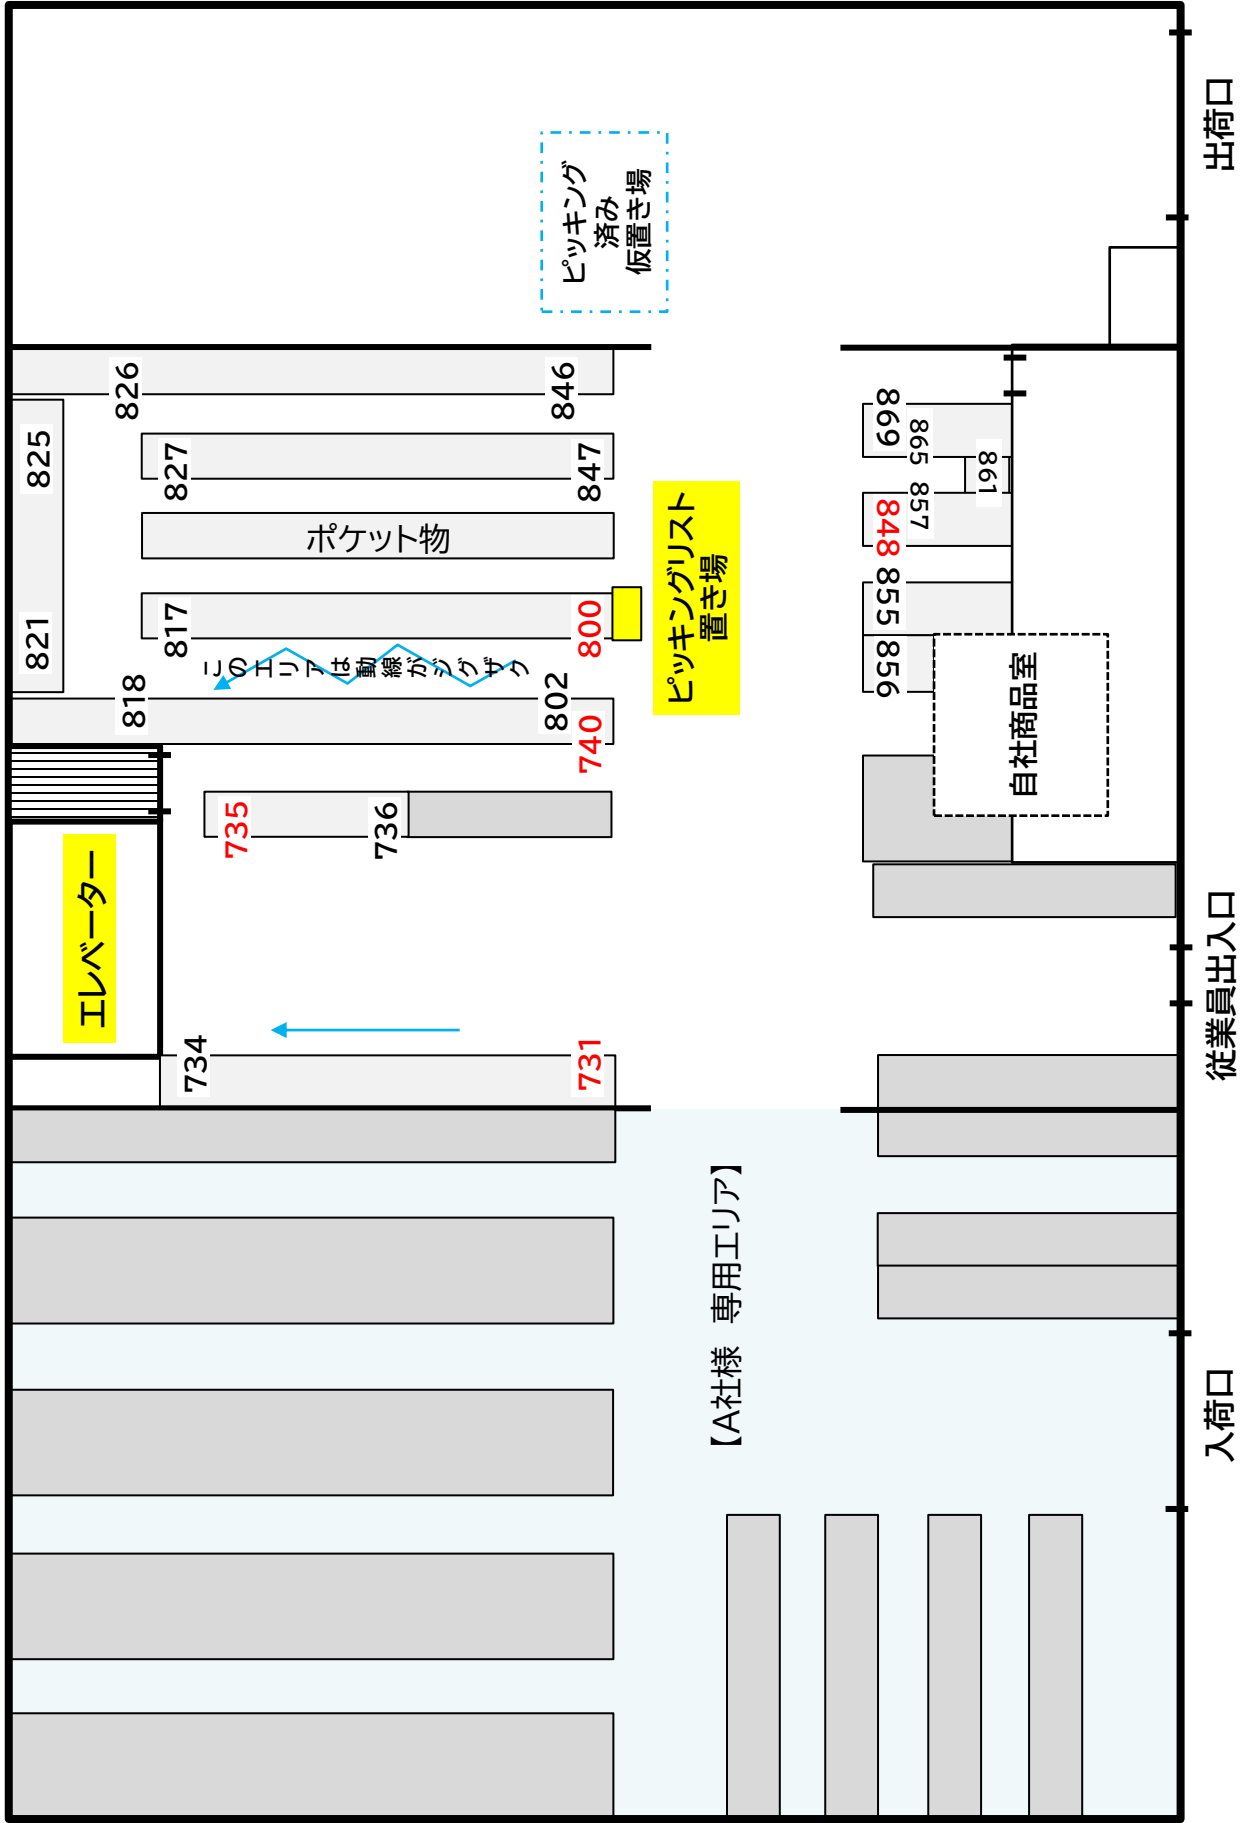 出荷口
ピッキング
済み
仮置き場
826
846
825
827
847
869
865
861
857
848
ポケット物
ピッキングリスト
置き場
821
817
800
855
856
このエリアは動線がジグザグ
818
802
740
自社商品室
735
736
エレベーター
従業員出入口
734
731
【A社様　専用エリア】
入荷口